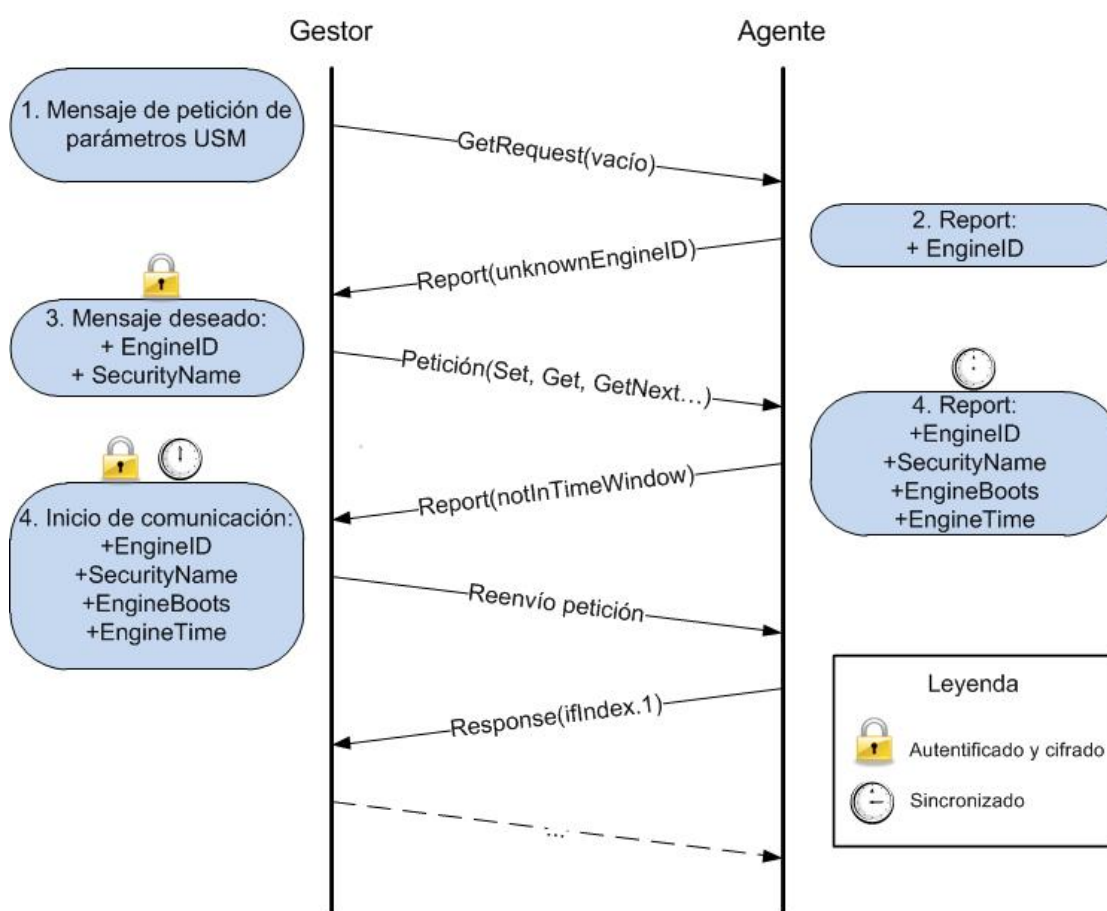 Gestor
Agente
1. Mensaje de petición de
parámetros USM
GetRequest(vacío)
2. Report:
+ EngineID
Report(unknownEngineID)
3. Mensaje deseado:
+ EngineID
+ SecurityName
Petición(Set, Get, GetNext...)
4. Report:
+EngineID
+SecurityName
+EngineBoots
+EngineTime
Report(notInTimeWindow)
4. Inicio de comunicación:
+EngineID
+SecurityName
+EngineBoots
+EngineTime
Reenvío petición
Response(ifIndex.1)
...
Leyenda
Autentificado y cifrado
Sincronizado